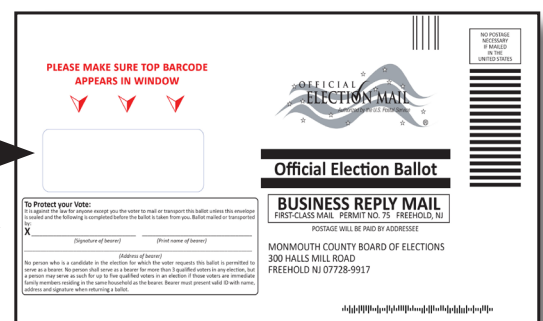 PLEASE MAKE SURE TOP BARCODE
APPEARS IN WINDOW
OFFICIAL
ELECTION MAIL
Authorized by the U.S. Postal Service
®
NO POSTAGE
NECESSARY
IF MAILED
IN THE
UNITED STATES
Official Election Ballot
BUSINESS REPLY MAIL
FIRST-CLASS MAIL PERMIT NO. 75 FREEHOLD, NJ
POSTAGE WILL BE PAID BY ADDRESSEE
MONMOUTH COUNTY BOARD OF ELECTIONS
300 HALLS MILL ROAD
FREEHOLD NJ 07728-9917
To Protect your Vote:
It is against the law for anyone except you the voter to mail or transport this ballot unless this envelope
is sealed and the following is completed before the ballot is taken from you. Ballot mailed or transported
by:
X
(Signature of bearer) (Print name of bearer)
(Address of bearer)
No person who is a candidate in the election for which the voter requests this ballot is permitted to
serve as a bearer. No person shall serve as a bearer for more than 3 qualified voters in any election, but
a person may serve as such for up to five qualified voters in an election if those voters are immediate
family members residing in the same household as the bearer. Bearer must present valid ID with name,
address and signature when returning a ballot.